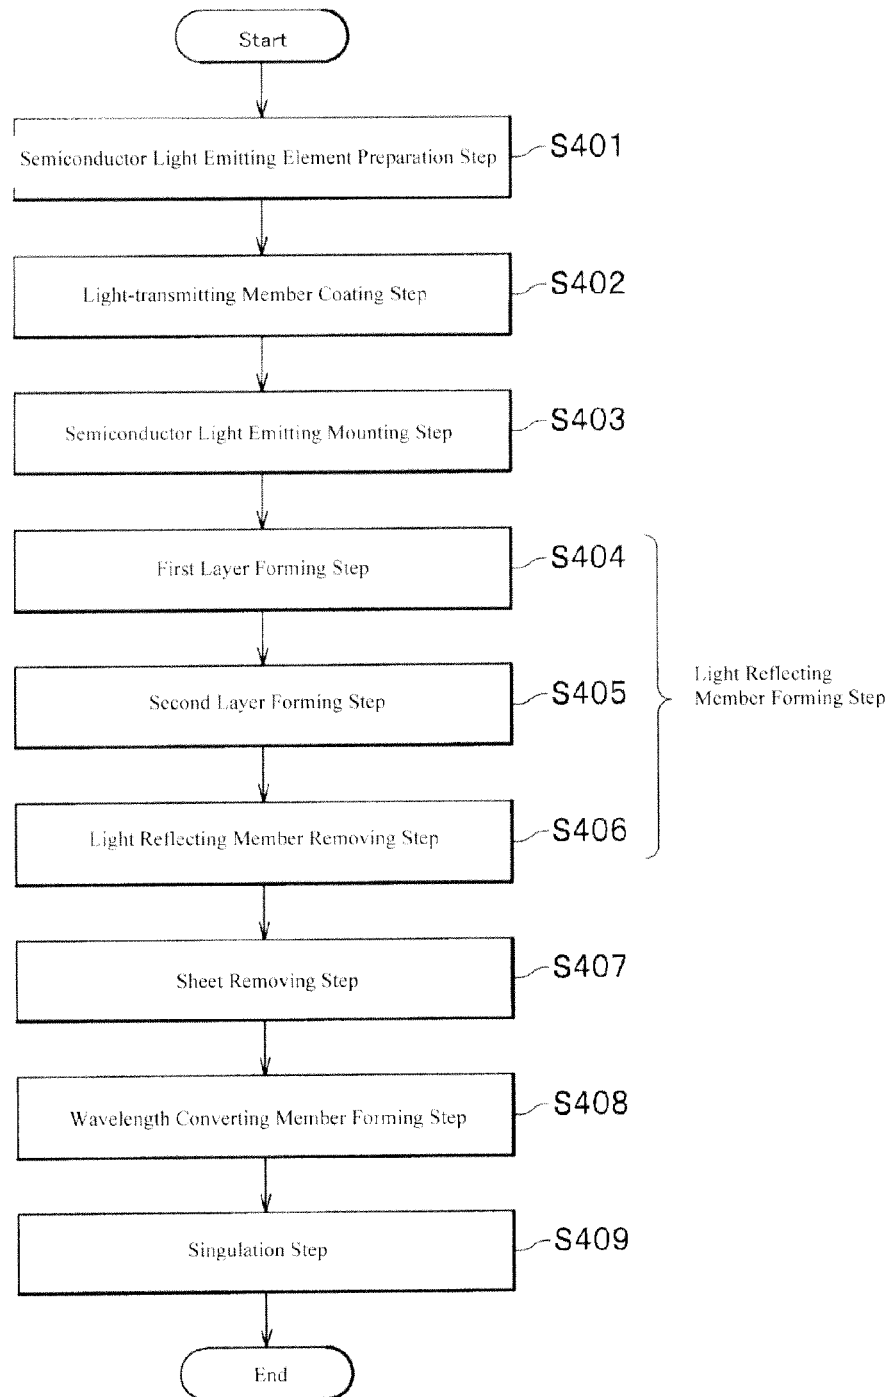 Start
Semiconductor Light Emitting Element Preparation Step
S401
Light-transmitting Member Coating Step
S402
Semiconductor Light Emitting Mounting Step
S403
First Layer Forming Step
S404
Second Layer Forming Step
S405
Light Reflecting
Member Forming Step
Light Reflecting Member Removing Step
S406
Sheet Removing Step
S407
Wavelength Converting Member Forming Step
S408
Singulation Step
S409
End